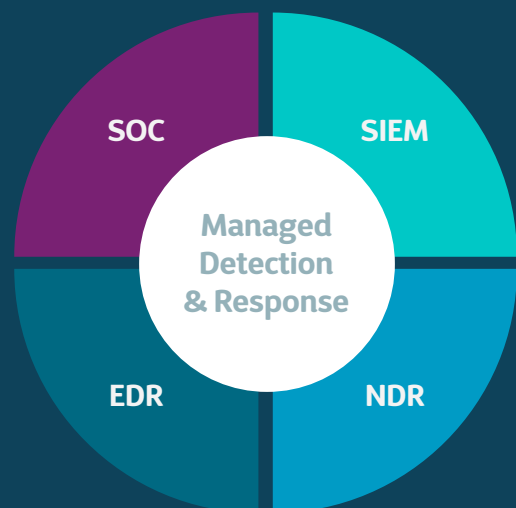 SOC
SIEM
Managed
Detection
& Response
EDR
NDR